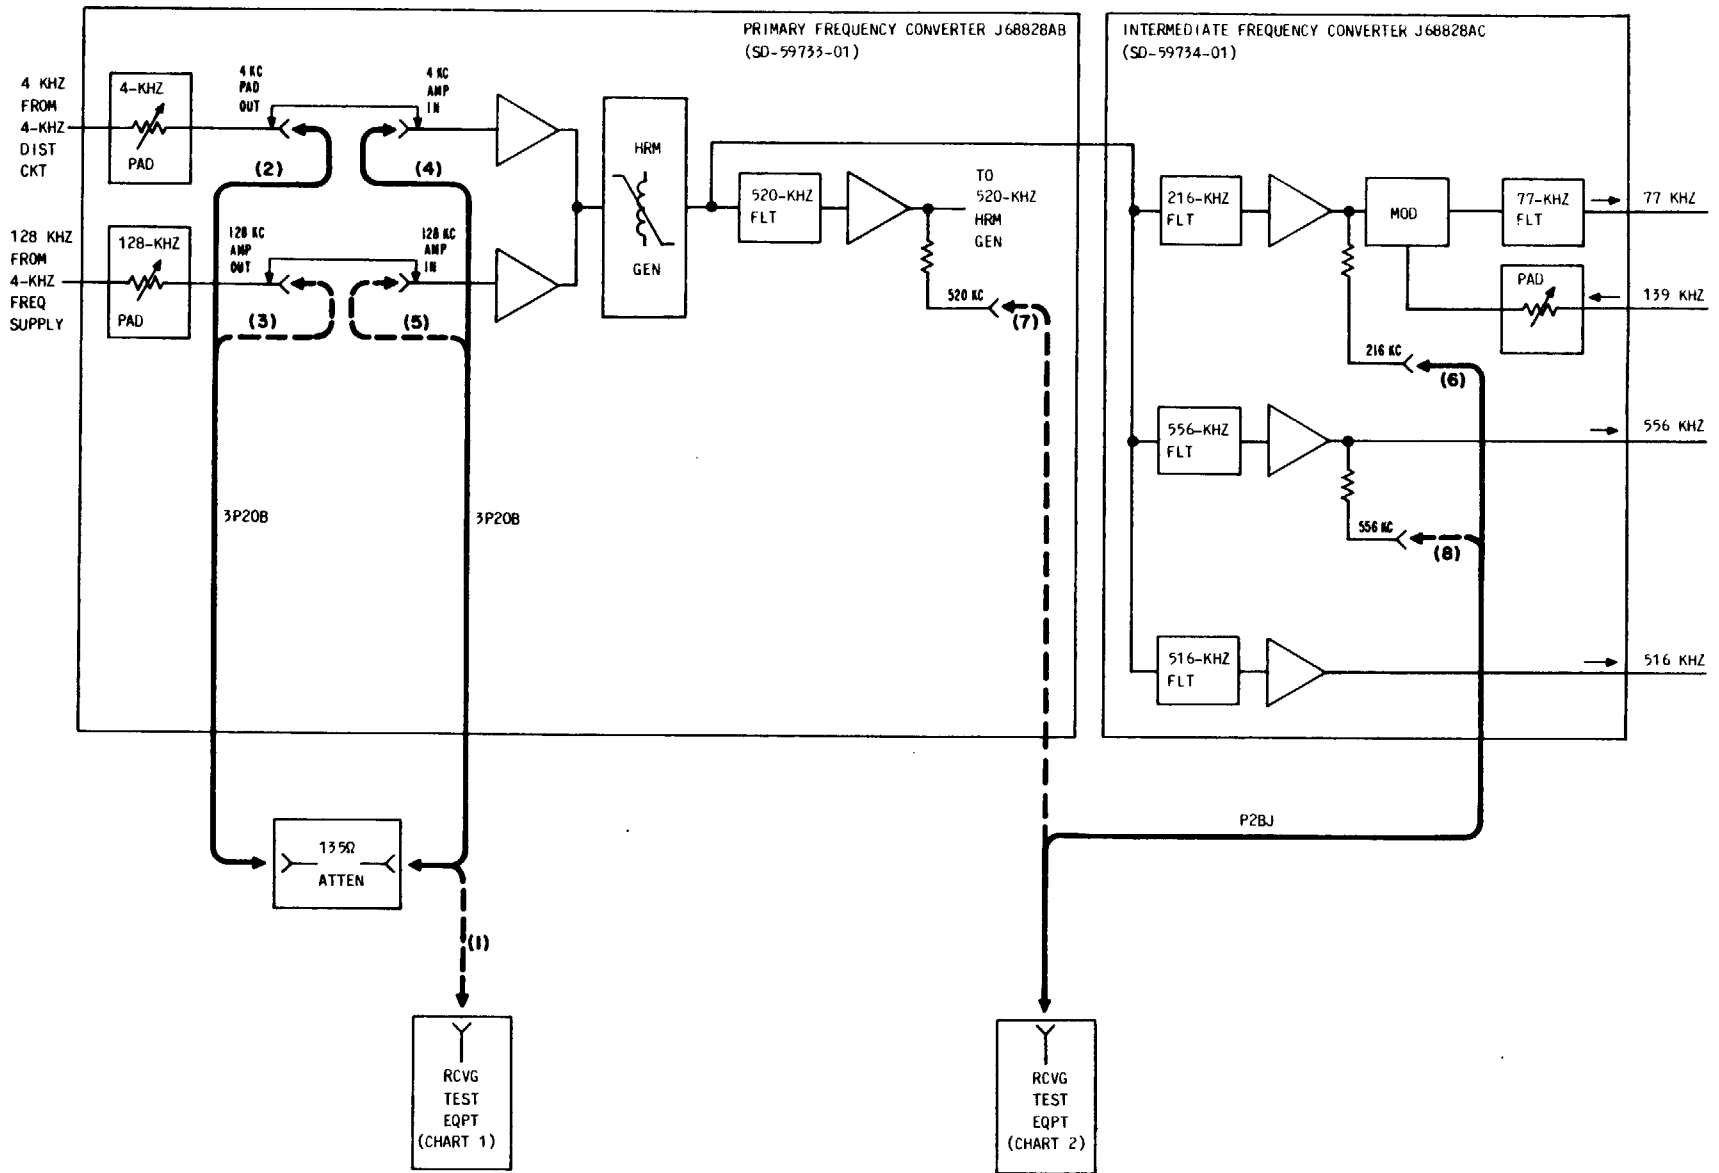 PRIMARY FREQUENCY CONVERTER J68828AB
(SD-59733-01)
INTERMEDIATE FREQUENCY CONVERTER J68828AC
(SD-59734-01)
4 KHZ
FROM
4-KHZ
DIST
CKT
4-KHZ
PAD
4 KC
PAD
OUT
4 KC
AMP
IN
(2)
(4)
128 KHZ
FROM
4-KHZ
FREQ
SUPPLY
128-KHZ
PAD
128 KC
AMP
OUT
128 KC
AMP
IN
(3)
(5)
HRM
GEN
520-KHZ
FLT
TO
520-KHZ
HRM
GEN
520 KC
(7)
216-KHZ
FLT
MOD
77-KHZ
FLT
77 KHZ
PAD
139 KHZ
216 KC
(6)
556-KHZ
FLT
556 KHZ
556 KC
(8)
516-KHZ
FLT
516 KHZ
3P20B
3P20B
P2BJ
135Ω
ATTEN
(1)
RCVG
TEST
EQPT
(CHART 1)
RCVG
TEST
EQPT
(CHART 2)